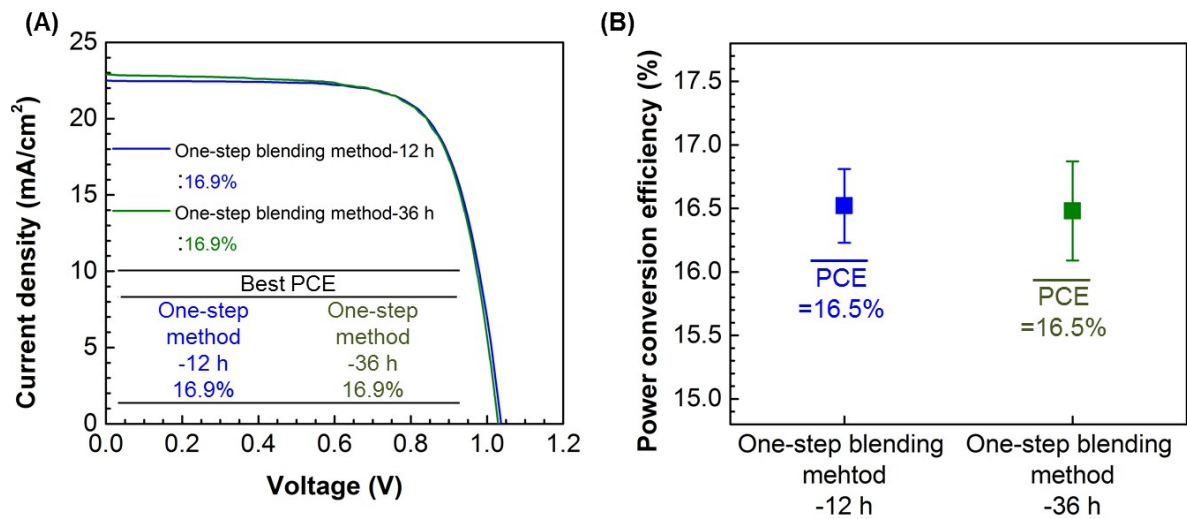 (A)
25
20
15
10
5
0
Current density (mA/cm²)
One-step blending method-12 h
:16.9%
One-step blending method-36 h
:16.9%
Best PCE
One-step One-step
method method
-12 h -36 h
16.9% 16.9%
0.0 0.2 0.4 0.6 0.8 1.0 1.2
Voltage (V)
(B)
17.5
17.0
16.5
16.0
15.5
15.0
Power conversion efficiency (%)
PCE
=16.5%
PCE
=16.5%
One-step blending One-step blending
mehtod method
-12 h -36 h